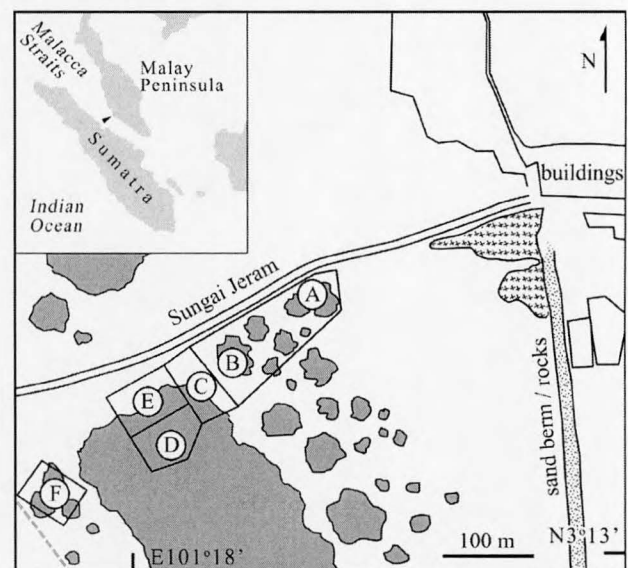 Malacca
Straits
Malay
Peninsula
Sumatra
Indian
Ocean
N
buildings
Sungai Jeram
A
B
C
E
D
F
sand berm / rocks
100 m
N3°13'
E101°18'